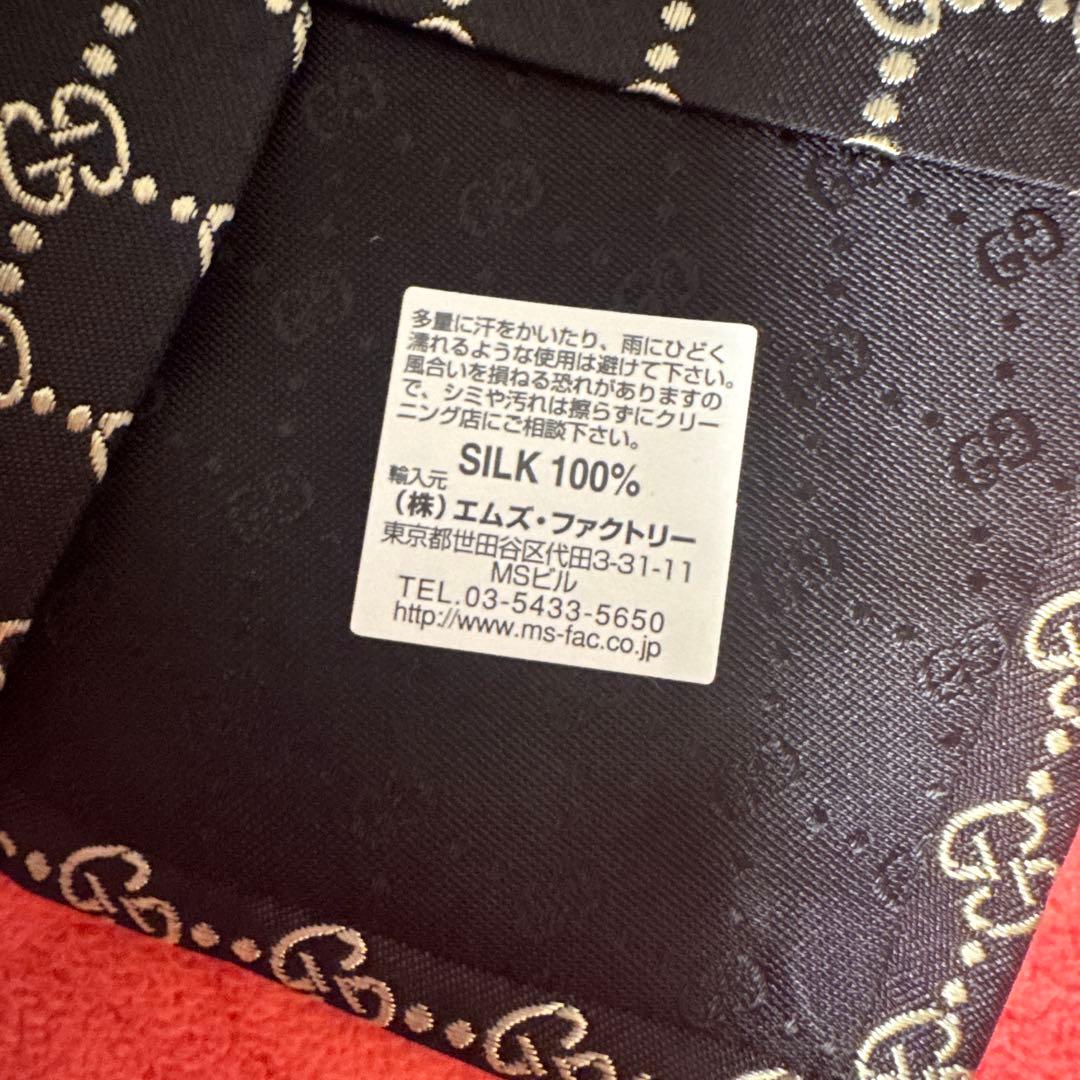 多量に汗をかいたり、雨にひどく
濡れるような使用は避けて下さい。
風合いを損ねる恐れがありますの
で、シミや汚れは擦らずにクリー
ニング店にご相談下さい。
SILK 100%
輸入元
（株）エムズ・ファクトリー
東京都世田谷区代田3-31-11
MSビル
TEL.03-5433-5650
http://www.ms-fac.co.jp